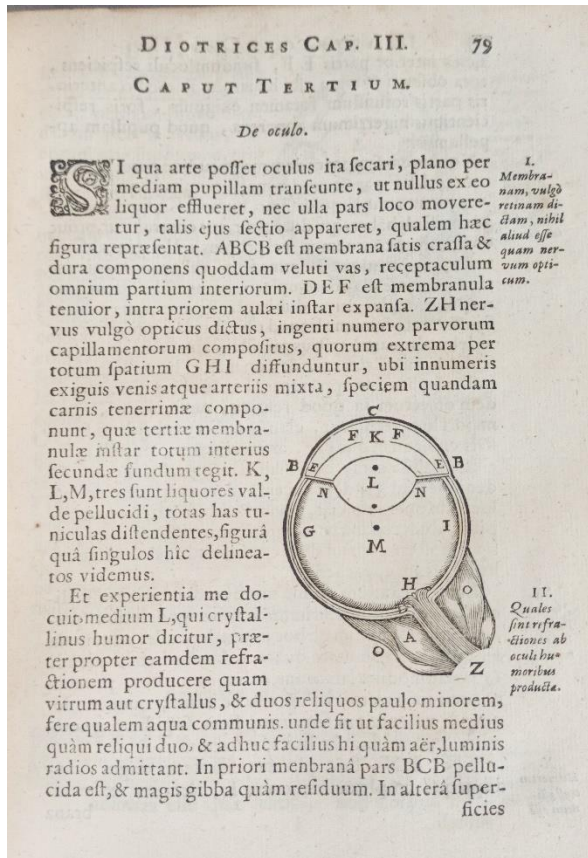 DIOTRICES CAP. III. 79
CAPUT TERTIUM.
De oculo.
SI qua arte poſſet oculus ita ſecari, plano per
mediam pupillam tranſeunte, ut nullus ex eo
liquor efflueret, nec ulla pars loco movere-
tur, talis ejus ſectio appareret, qualem hæc
figura repræſentat. ABCB eſt membrana ſatis craſſa &
dura componens quoddam veluti vas, receptaculum
omnium partium interiorum. DEF eſt membranula
tenuior, intra priorem aulæi inſtar expanſa. ZH ner-
vus vulgò opticus dictus, ingenti numero parvorum
capillamentorum compoſitus, quorum extrema per
totum ſpatium GHI diffunduntur, ubi innumeris
exiguis venis atque arteriis mixta, ſpeciem quandam
carnis tenerrimæ compo-
nunt, quæ tertiæ membra-
nulæ inſtar totum interius
ſecundæ fundum tegit. K,
L,M, tres ſunt liquores val-
de pellucidi, totas has tu-
niculas diſtendentes, figurâ
quâ ſingulos hic delinea-
tos videmus.
Et experientia me do-
cuit, medium L, qui cryſtal-
linus humor dicitur, præ-
ter propter eamdem refra-
ctionem producere quam
vitrum aut cryſtallus, & duos reliquos paulo minorem,
fere qualem aqua communis. unde fit ut facilius medius
quàm reliqui duo, & adhuc facilius hi quàm aër, luminis
radios admittant. In priori menbranâ pars BCB pellu-
cida eſt, & magis gibba quàm reſiduum. In alterâ ſuper-
ficies
I.
Membra-
nam, vulgò
retinam di-
ctam, nihil
aliud eſſe
quam ner-
vum opti-
cum.
II.
Quales
ſint refra-
ctiones ab
oculi hu-
moribus
productæ.
C
F K F
B E E B
L
N N
G I
M
H
O
A
O
Z